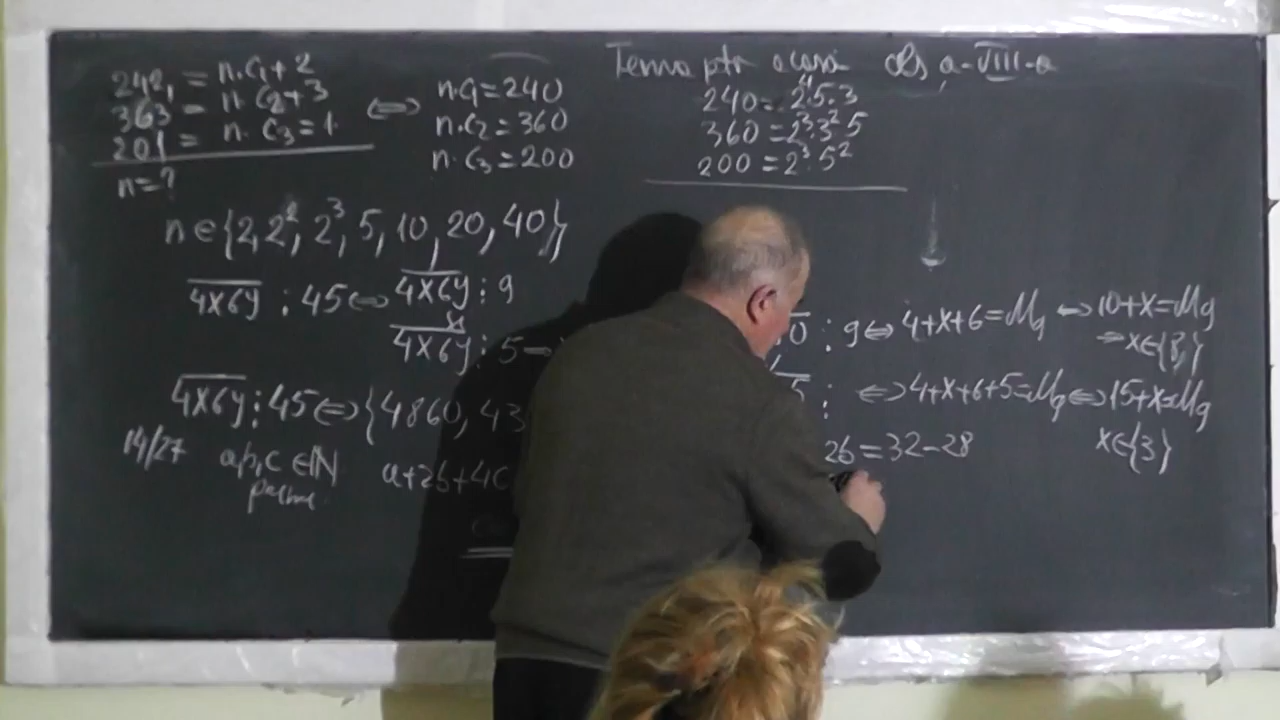 242 = n·C1+2
363 = n·C2+3
201 = n·C3=1
n=?
⇔
n·C1=240
n·C2=360
n·C3=200
Tema ptr acasă a-VIII-a
240=2⁴·5·3
360=2³·3²·5
200=2³·5²
n∈{2,2²,2³,5,10,20,40}
4x6y ⋮ 45⇔ 4x6y ⋮ 9
4x6y ⋮ 5
0 ⋮ 9⇔ 4+x+6=M9 ⇔10+x=M9
⇒x∈{8,}
4x6y ⋮ 45⇔{4860, 43
5 ⋮ ⇔4+x+6+5=M9⇔15+x=M9
x∈{3}
14/27 a,b,c ∈ℕ a+2b+4c
2b=32-28